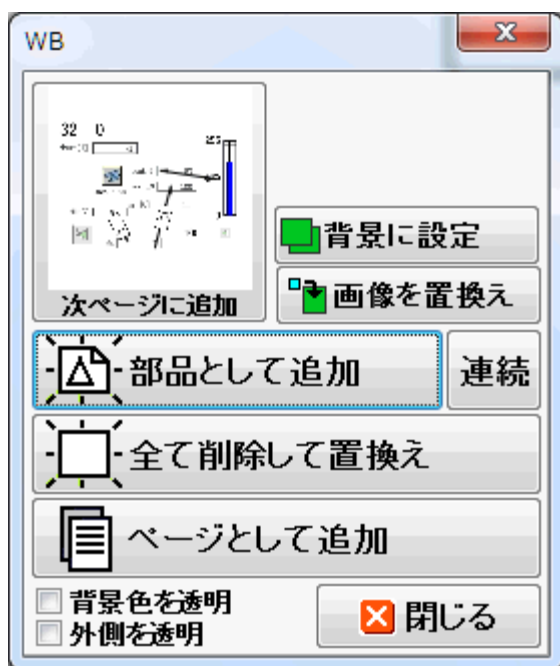 WB
32 0
次ページに追加
背景に設定
画像を置換え
部品として追加
連続
全て削除して置換え
ページとして追加
背景色を透明
外側を透明
閉じる